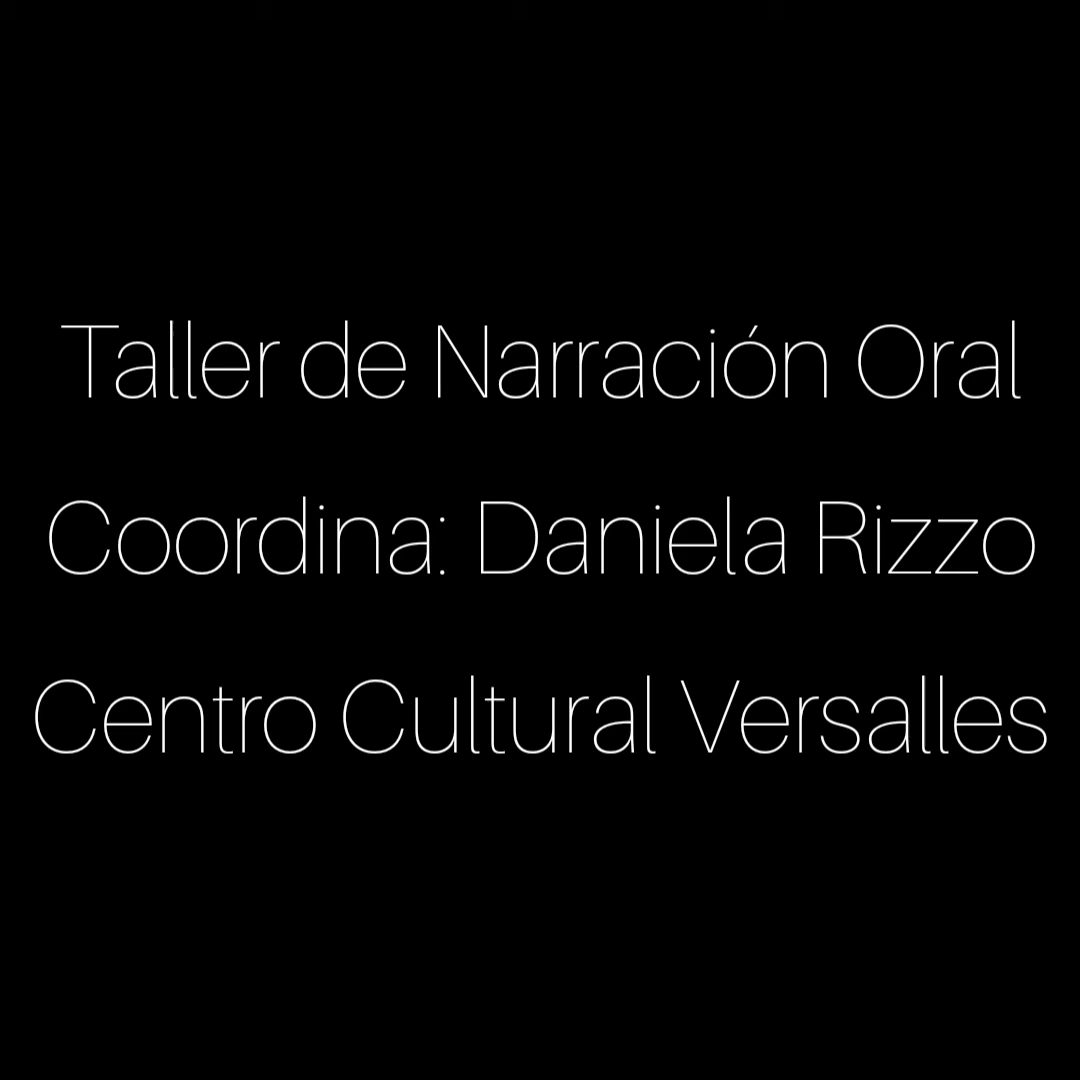 Taller de Narración Oral
Coordina: Daniela Rizzo
Centro Cultural Versalles